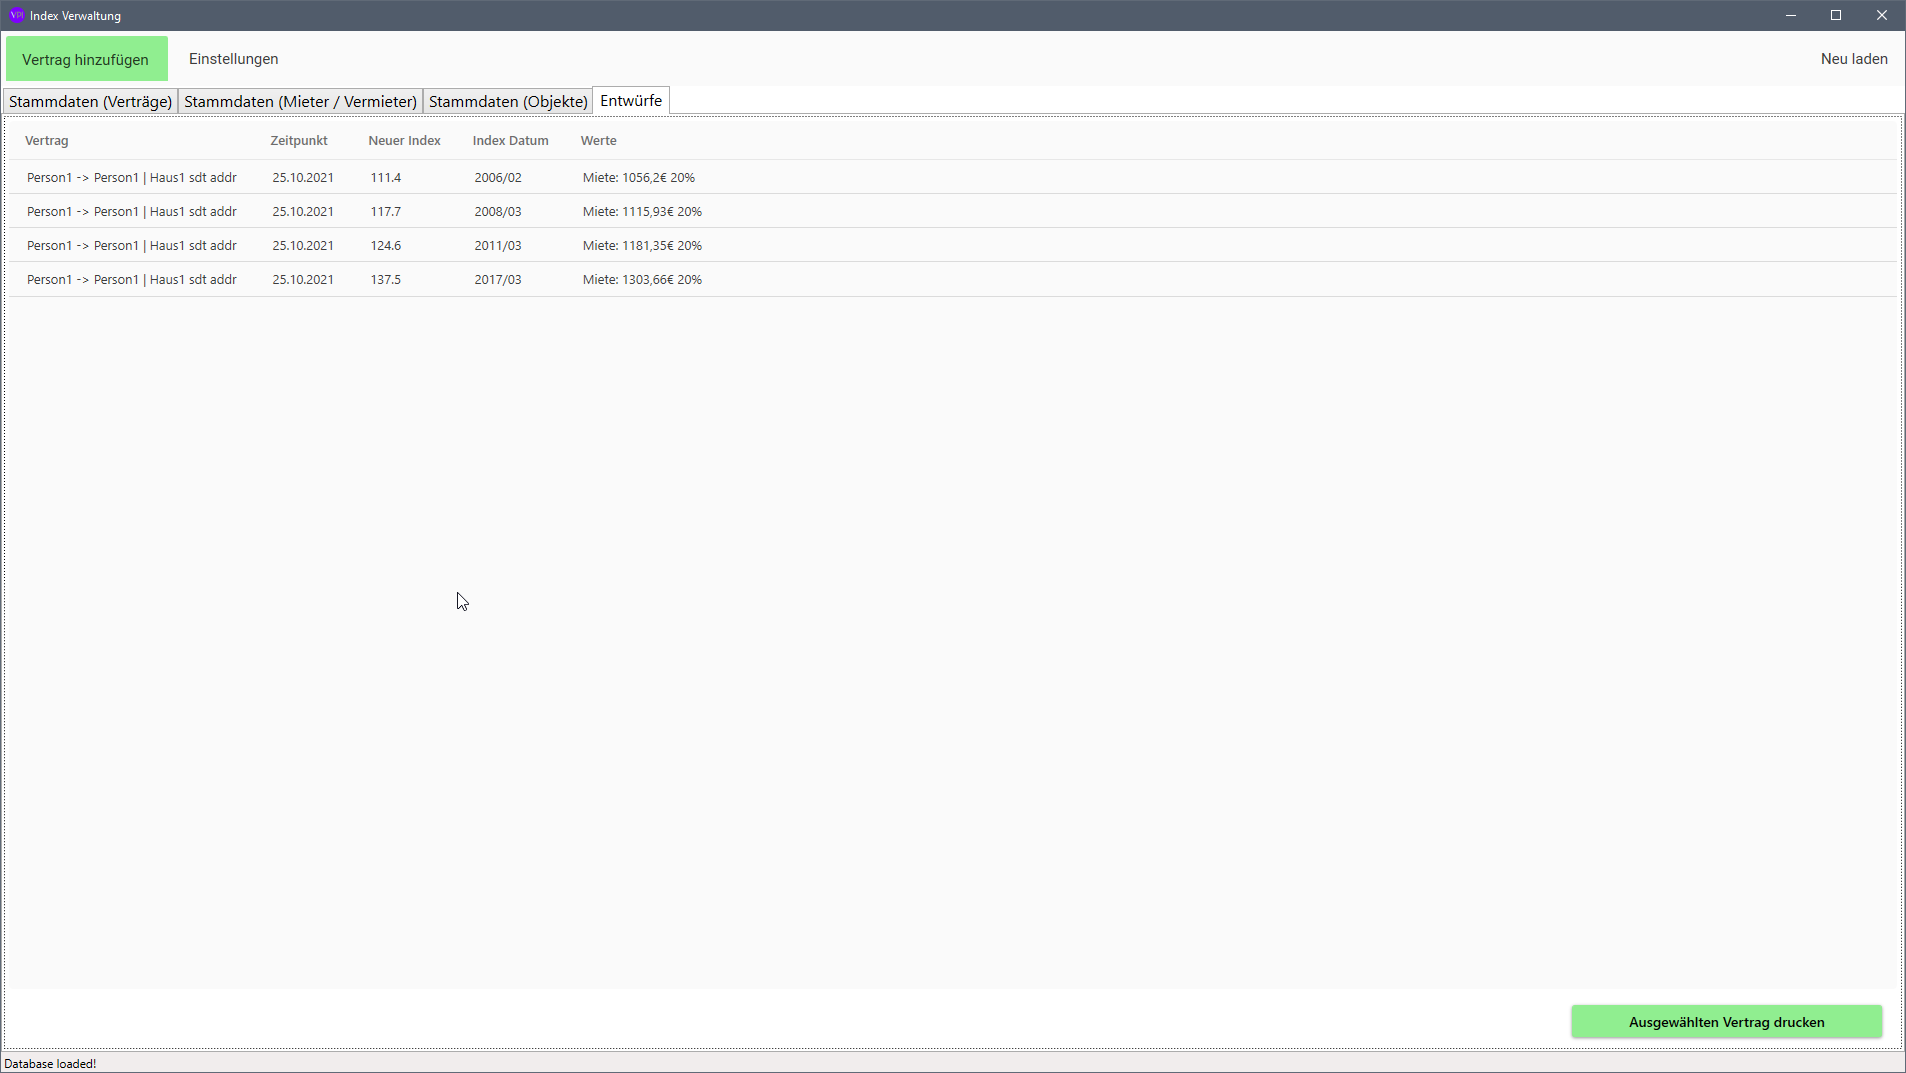 VPI Index Verwaltung
Vertrag hinzufügen Einstellungen Neu laden
Stammdaten (Verträge) Stammdaten (Mieter / Vermieter) Stammdaten (Objekte) Entwürfe
Vertrag Zeitpunkt Neuer Index Index Datum Werte
Person1 -> Person1 | Haus1 sdt addr 25.10.2021 111.4 2006/02 Miete: 1056,2€ 20%
Person1 -> Person1 | Haus1 sdt addr 25.10.2021 117.7 2008/03 Miete: 1115,93€ 20%
Person1 -> Person1 | Haus1 sdt addr 25.10.2021 124.6 2011/03 Miete: 1181,35€ 20%
Person1 -> Person1 | Haus1 sdt addr 25.10.2021 137.5 2017/03 Miete: 1303,66€ 20%
Ausgewählten Vertrag drucken
Database loaded!